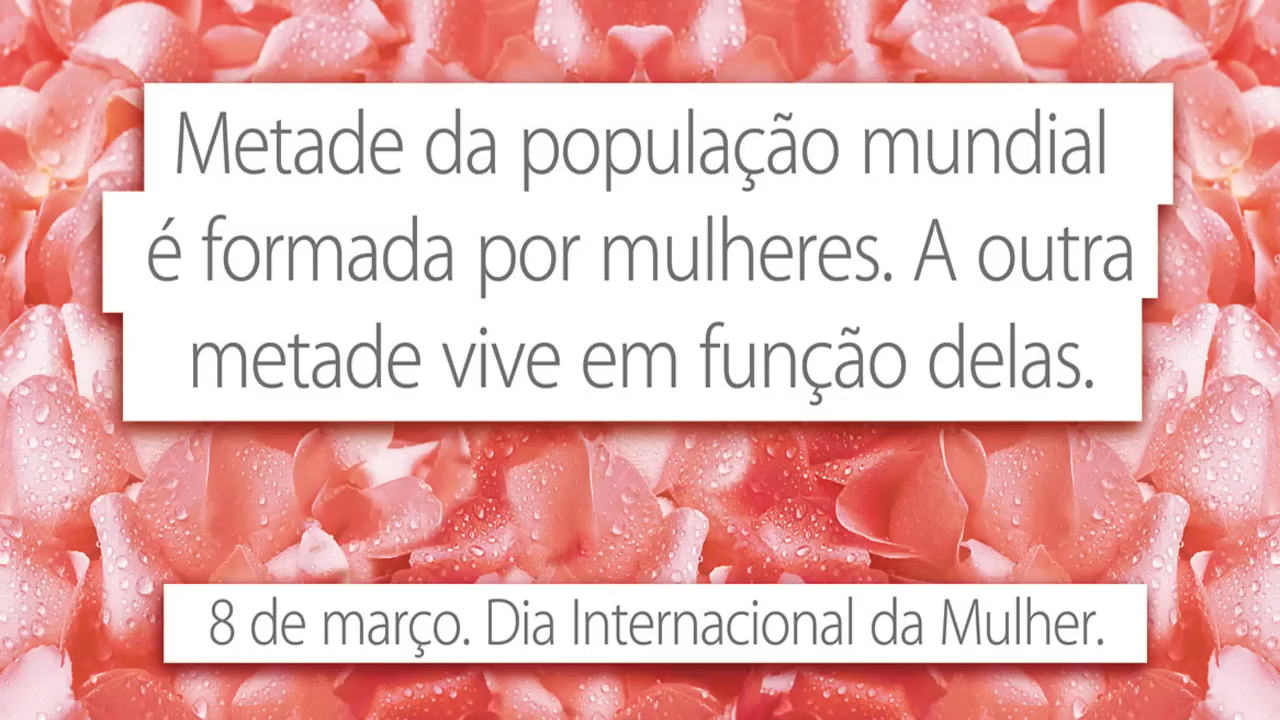 Metade da população mundial
é formada por mulheres. A outra
metade vive em função delas.
8 de março. Dia Internacional da Mulher.